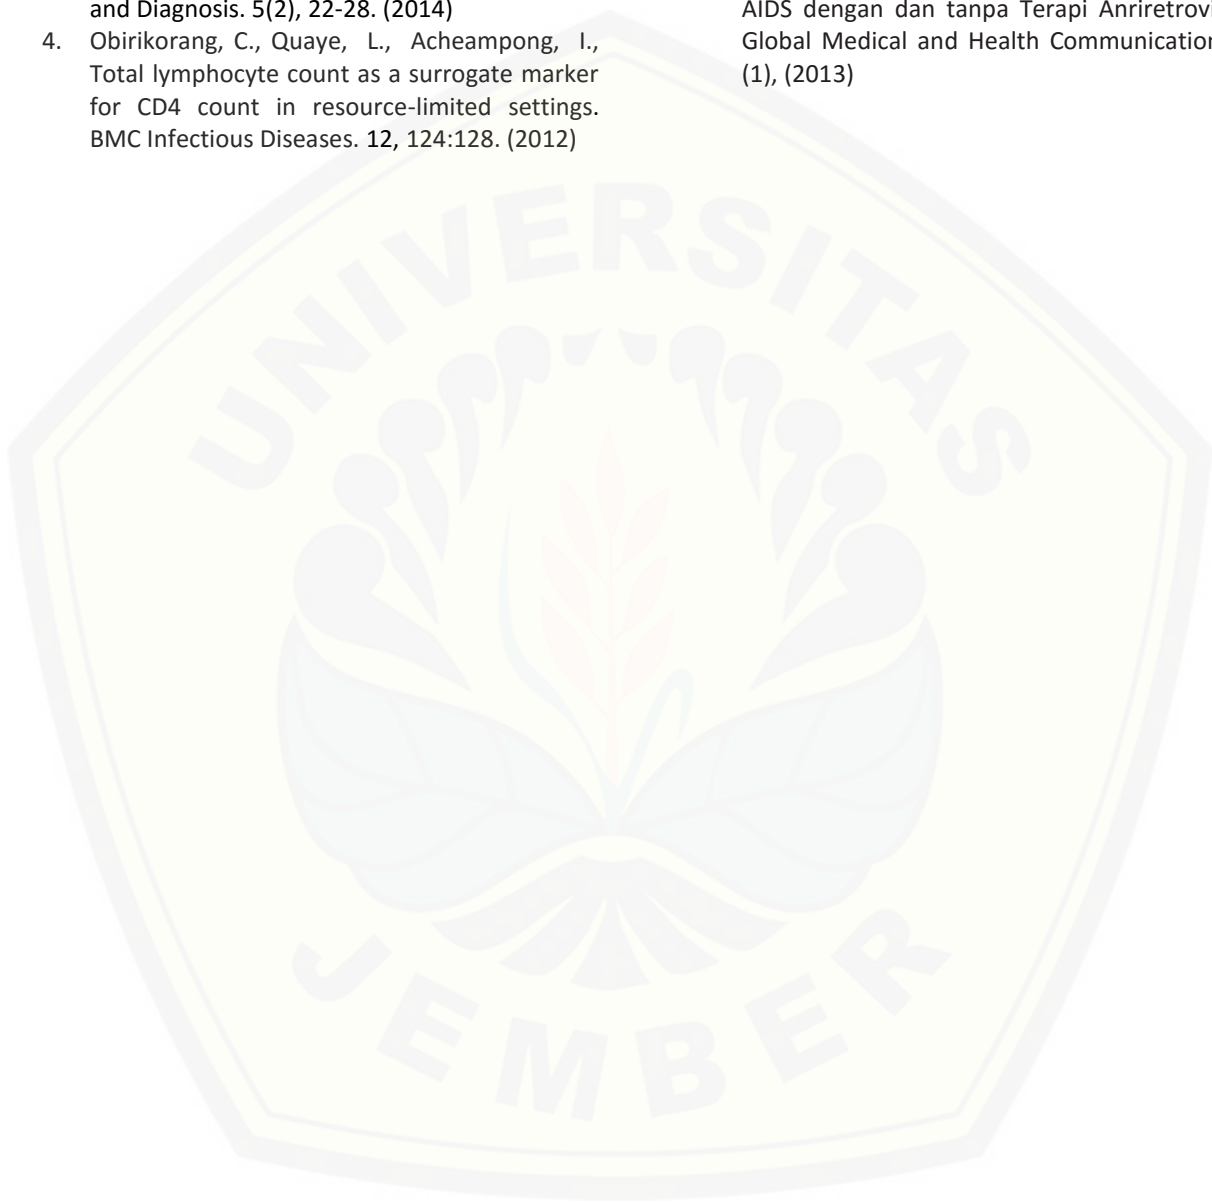 and Diagnosis. 5(2), 22-28. (2014)
4. Obirikorang, C., Quaye, L., Acheampong, I.,
Total lymphocyte count as a surrogate marker
for CD4 count in resource-limited settings.
BMC Infectious Diseases. 12, 124:128. (2012)
AIDS dengan dan tanpa Terapi
Global Medical and Health
(1), (2013)
UNIVERSITAS
JEMBER